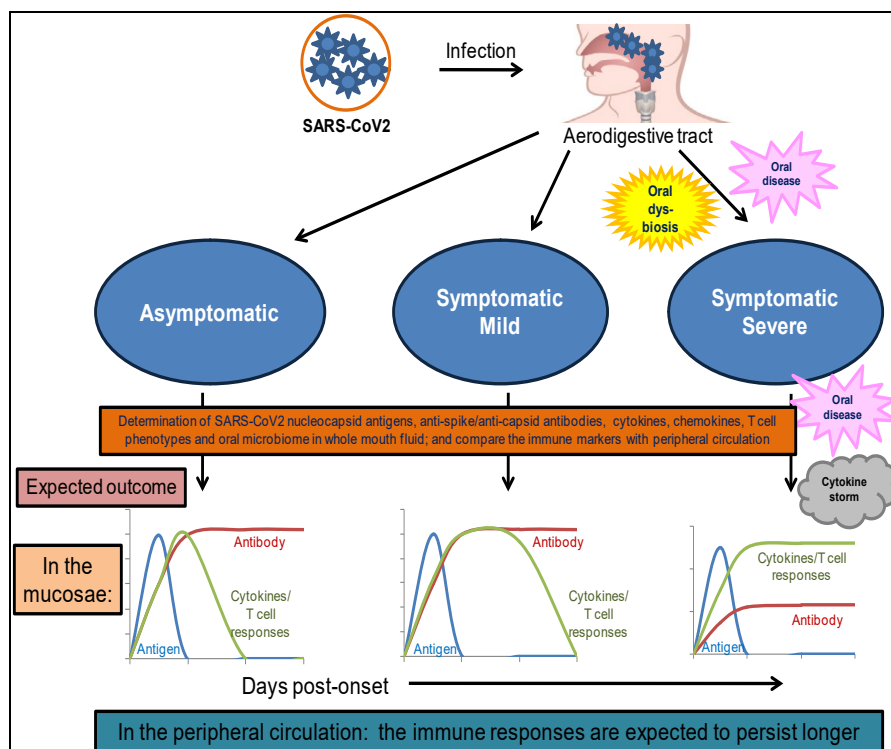 Infection
SARS-CoV2
Aerodigestive tract
Oral
disease
Oral
dys-
biosis
Asymptomatic
Symptomatic
Mild
Symptomatic
Severe
Determination of SARS-CoV2 nucleocapsid antigens, anti-spike/anti-capsid antibodies, cytokines, chemokines, T cell
phenotypes and oral microbiome in whole mouth fluid; and compare the immune markers with peripheral circulation
Oral
disease
Expected outcome
Cytokine
storm
In the
mucosae:
Antibody
Cytokines/
T cell
responses
Antigen
Antibody
Cytokines/
T cell
responses
Antigen
Cytokines/T cell
responses
Antibody
Antigen
Days post-onset
In the peripheral circulation: the immune responses are expected to persist longer